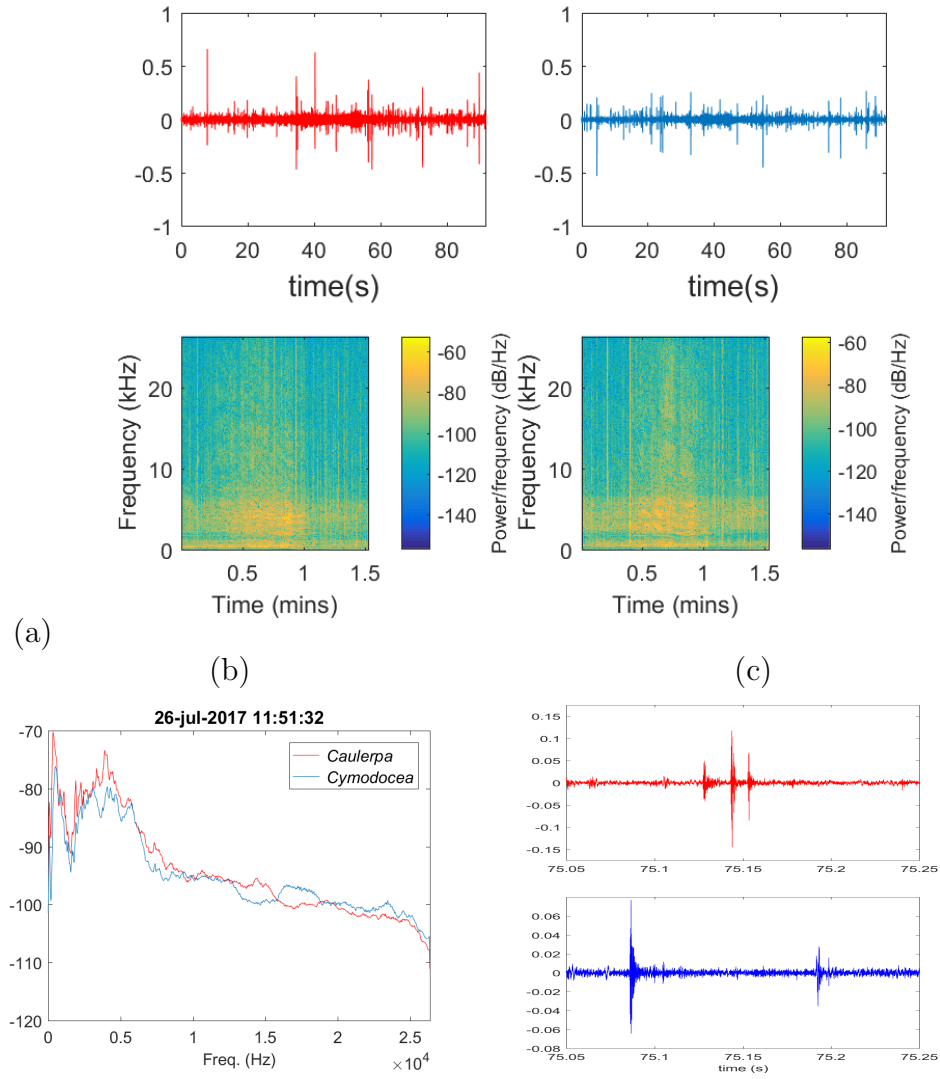 1
0.5
0
-0.5
-1
0 20 40 60 80
time(s)
1
0.5
0
-0.5
-1
0 20 40 60 80
time(s)
Frequency (kHz)
20
10
0
0.5 1 1.5
Time (mins)
-60
-80
-100
-120
-140
Power/frequency (dB/Hz)
Frequency (kHz)
20
10
0
0.5 1 1.5
Time (mins)
-60
-80
-100
-120
-140
Power/frequency (dB/Hz)
(a)
(b)
(c)
26-jul-2017 11:51:32
Caulerpa
Cymodocea
-70
-80
-90
-100
-110
-120
0 0.5 1 1.5 2 2.5
Freq. (Hz)
×10⁴
0.15
0.1
0.05
0
-0.05
-0.1
-0.15
75.05 75.1 75.15 75.2 75.25
0.06
0.04
0.02
0
-0.02
-0.04
-0.06
-0.08
75.05 75.1 75.15 75.2 75.25
time (s)